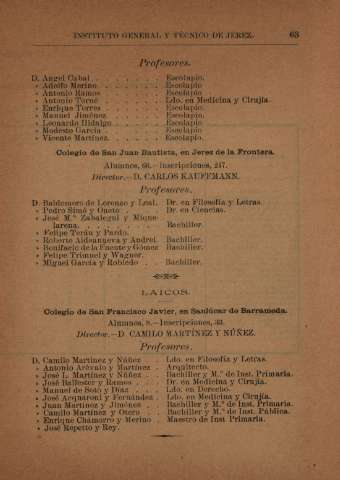 INSTITUTO GENERAL Y TÉCNICO DE JEREZ. 63
Profesores.
D. Angel Cabal . . . . . . . Escolapio.
» Adolfo Merino . . . . . . . Escolapio
» Antonio Ramos . . . . . . . Escolapio
» Antonio Torné . . . . . . . Ldo. en Medicina y Cirujía.
» Enrique Torres . . . . . . . Escolapio.
» Manuel Jiménez . . . . . . . Escolapio.
» Leonardo Hidalgo . . . . . . Escolapio.
» Modesto García . . . . . . . Escolapio.
» Vicente Martínez . . . . . . Escolapio.
Colegio de San Juan Bautista, en Jerez de la Frontera.
Alumnos, 66.—Inscripciones, 247.
Director.—D. CARLOS KAUFFMANN.
Profesores.
D. Baldomero de Lorenzo y Leal. Dr. en Filosofía y Letras.
» Pedro Simó y Oneto . . . Dr. en Ciencias.
» José M.ª Zabalegui y Mique-
larena . . . . . . . Bachiller.
» Felipe Terán y Pardo.
» Roberto Aldeanueva y Andrei Bachiller.
» Bonifacio de la Fuente y Gómez Bachiller.
» Felipe Trimnel y Wagner.
» Miguel García y Robledo . . Bachiller.
LAICOS.
Colegio de San Francisco Javier, en Sanlúcar de Barrameda.
Alumnos, 8.—Inscripciones,
Director.—D. CAMILO MARTÍNEZ Y NÚÑEZ.
Profesores.
D. Camilo Martínez y Núñez . . Ldo. en Filosofía y Letras.
» Antonio Arévalo y Martínez . Arquitecto.
» José L. Martínez y Núñez . . Bachiller y M.º de Inst. Primaria.
» José Ballester y Ramos . . . Dr. en Medicina y Cirujía.
» Manuel de Soto y Díaz . . . Ldo. en Derecho.
» José Acquaroni y Fernández . Ldo. en Medicina y Cirujía.
» Juan Martínez y Jiménez . . Bachiller y M.º de Inst. Primaria.
» Camilo Martínez y Otero . . Bachiller y M.º de Inst. Pública.
» Enrique Chamorro y Merino . Maestro de Inst Primaria.
» José Repetto y Rey.